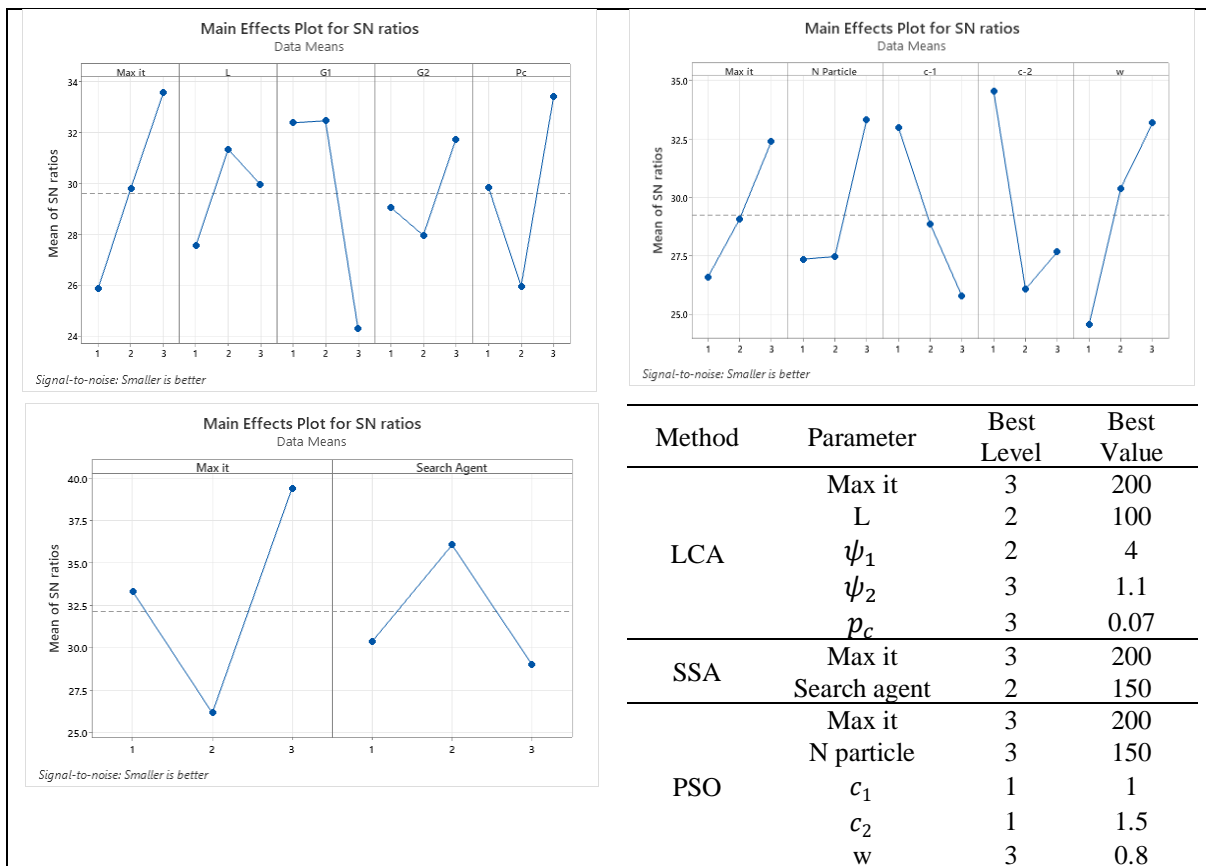 Main Effects Plot for SN ratios
Data Means
Max it L G1 G2 Pc
34
32
30
28
26
24
Mean of SN ratios
1 2 3 1 2 3 1 2 3 1 2 3 1 2 3
Signal-to-noise: Smaller is better
Main Effects Plot for SN ratios
Data Means
Max it N Particle c-1 c-2 w
35.0
32.5
30.0
27.5
25.0
Mean of SN ratios
1 2 3 1 2 3 1 2 3 1 2 3 1 2 3
Signal-to-noise: Smaller is better
Main Effects Plot for SN ratios
Data Means
Max it Search Agent
40.0
37.5
35.0
32.5
30.0
27.5
25.0
Mean of SN ratios
1 2 3 1 2 3
Signal-to-noise: Smaller is better
Method Parameter Best Level Best Value
LCA Max it 3 200
L 2 100
ψ₁ 2 4
ψ₂ 3 1.1
p_c 3 0.07
SSA Max it 3 200
Search agent 2 150
PSO Max it 3 200
N particle 3 150
c₁ 1 1
c₂ 1 1.5
w 3 0.8